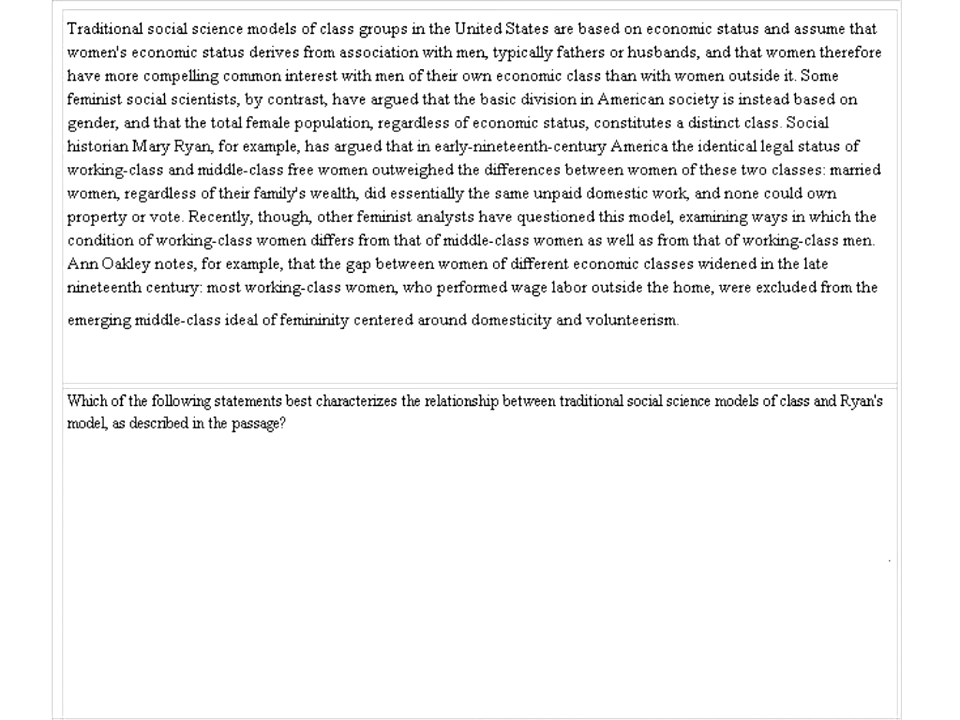 Traditional social science models of class groups in the United States are based on economic status and assume that
women's economic status derives from association with men, typically fathers or husbands, and that women therefore
have more compelling common interest with men of their own economic class than with women outside it. Some
feminist social scientists, by contrast, have argued that the basic division in American society is instead based on
gender, and that the total female population, regardless of economic status, constitutes a distinct class. Social
historian Mary Ryan, for example, has argued that in early-nineteenth-century America the identical legal status of
working-class and middle-class free women outweighed the differences between women of these two classes: married
women, regardless of their family's wealth, did essentially the same unpaid domestic work, and none could own
property or vote. Recently, though, other feminist analysts have questioned this model, examining ways in which the
condition of working-class women differs from that of middle-class women as well as from that of working-class men.
Ann Oakley notes, for example, that the gap between women of different economic classes widened in the late
nineteenth century: most working-class women, who performed wage labor outside the home, were excluded from the
emerging middle-class ideal of femininity centered around domesticity and volunteerism.
Which of the following statements best characterizes the relationship between traditional social science models of class and Ryan's
model, as described in the passage?